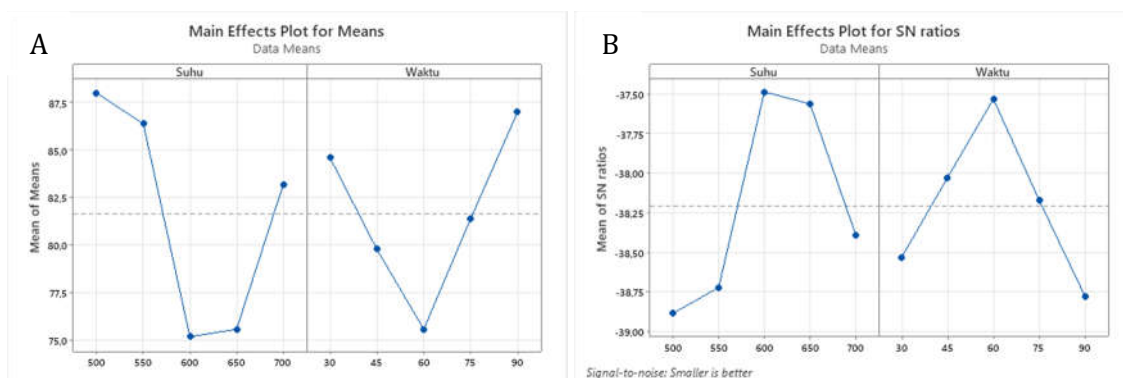 A
Main Effects Plot for Means
Data Means
Suhu
Waktu
87,5
85,0
82,5
80,0
77,5
75,0
Mean of Means
500 550 600 650 700 30 45 60 75 90
B
Main Effects Plot for SN ratios
Data Means
Suhu
Waktu
-37,50
-37,75
-38,00
-38,25
-38,50
-38,75
-39,00
Mean of SN ratios
500 550 600 650 700 30 45 60 75 90
Signal-to-noise: Smaller is better